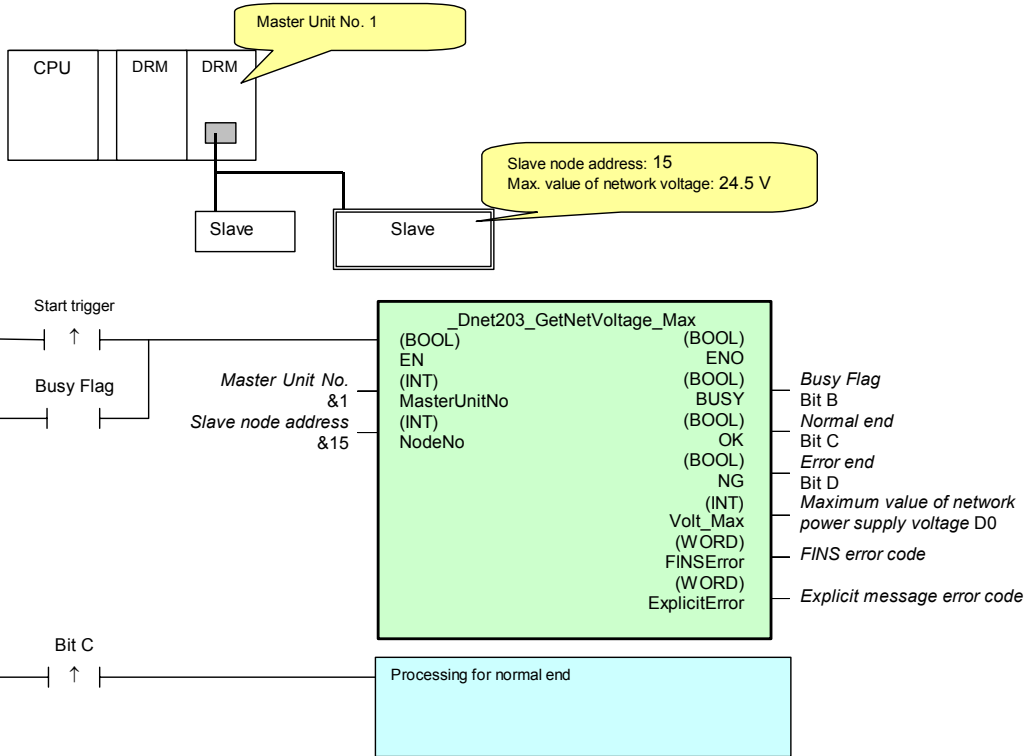 Master Unit No. 1
CPU
DRM
DRM
Slave node address: 15
Max. value of network voltage: 24.5 V
Slave
Slave
Start trigger
↑
Busy Flag
Master Unit No.
&1
Slave node address
&15
_Dnet203_GetNetVoltage_Max
(BOOL)
EN
(INT)
MasterUnitNo
(INT)
NodeNo
(BOOL)
ENO
(BOOL)
BUSY
(BOOL)
OK
(BOOL)
NG
(INT)
Volt_Max
(WORD)
FINSError
(WORD)
ExplicitError
Busy Flag
Bit B
Normal end
Bit C
Error end
Bit D
Maximum value of network
power supply voltage D0
FINS error code
Explicit message error code
Bit C
↑
Processing for normal end